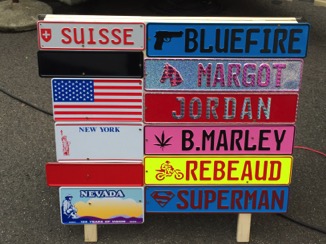 SUISSE
BLUEFIRE
MARGOT
JORDAN
NEW YORK
B.MARLEY
REBEAUD
NEVADA
SUPERMAN